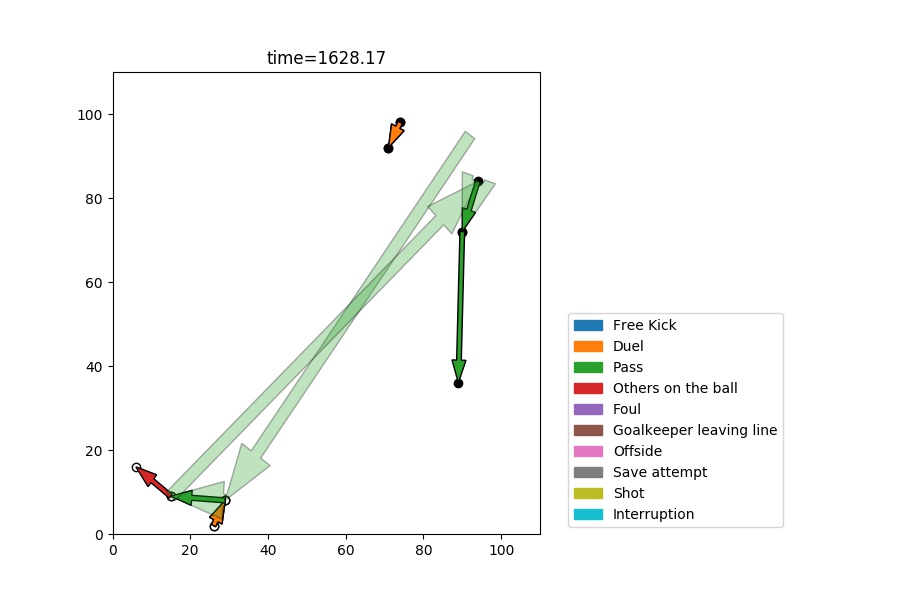 time=1628.17
100
80
60
40
20
0
0 20 40 60 80 100
Free Kick
Duel
Pass
Others on the ball
Foul
Goalkeeper leaving line
Offside
Save attempt
Shot
Interruption